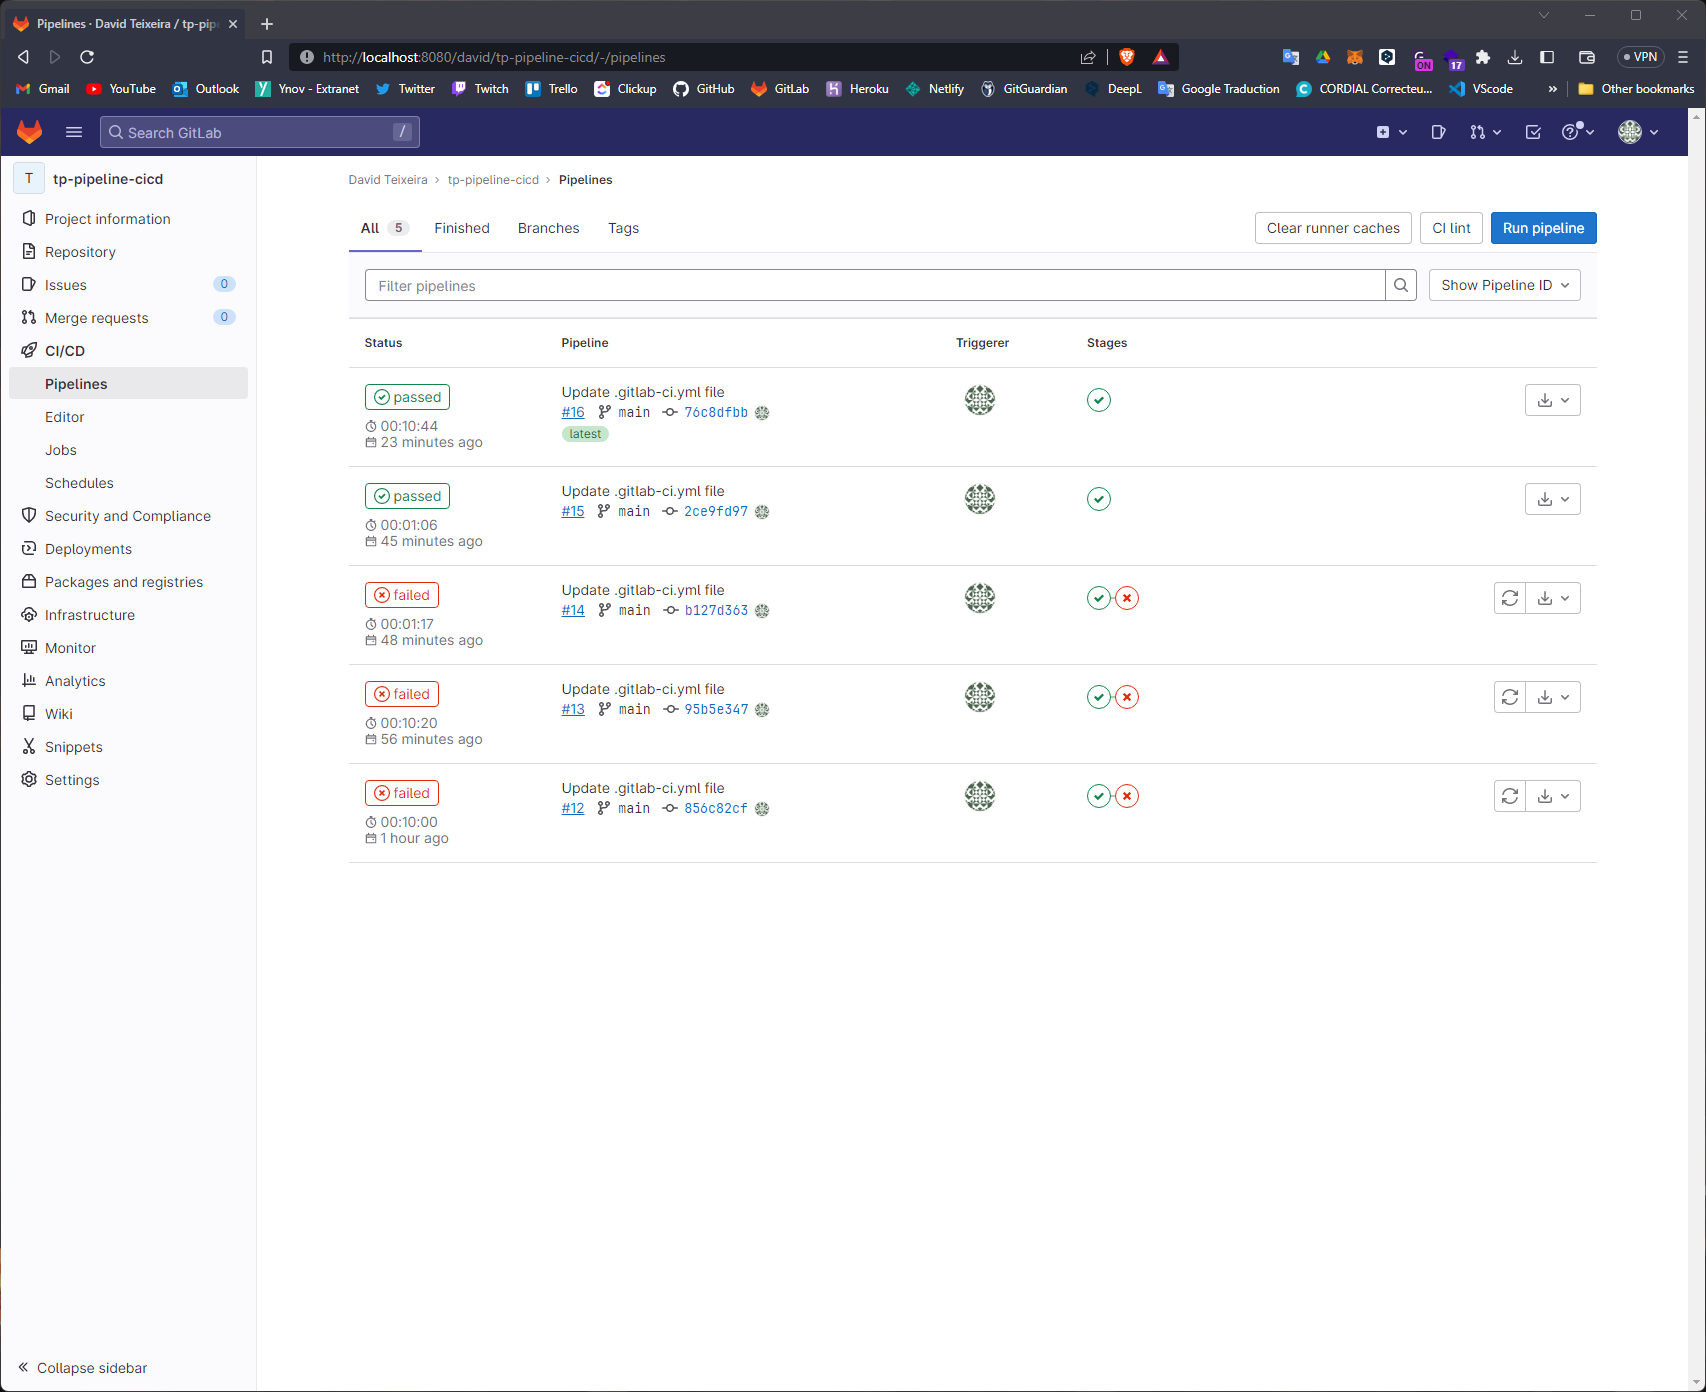 Pipelines · David Teixeira / tp-pip
http://localhost:8080/david/tp-pipeline-cicd/-/pipelines
ON
17
VPN
Gmail
YouTube
Outlook
Ynov - Extranet
Twitter
Twitch
Trello
Clickup
GitHub
GitLab
Heroku
Netlify
GitGuardian
DeepL
Google Traduction
CORDIAL Correcteu...
VScode
»
Other bookmarks
Search GitLab
/
T
tp-pipeline-cicd
Project information
Repository
Issues 0
Merge requests 0
CI/CD
Pipelines
Editor
Jobs
Schedules
Security and Compliance
Deployments
Packages and registries
Infrastructure
Monitor
Analytics
Wiki
Snippets
Settings
Collapse sidebar
David Teixeira › tp-pipeline-cicd › Pipelines
All 5 Finished Branches Tags
Clear runner caches
CI lint
Run pipeline
Filter pipelines
Show Pipeline ID
Status Pipeline Triggerer Stages
passed
00:10:44
23 minutes ago
Update .gitlab-ci.yml file
#16 main 76c8dfbb
latest
passed
00:01:06
45 minutes ago
Update .gitlab-ci.yml file
#15 main 2ce9fd97
failed
00:01:17
48 minutes ago
Update .gitlab-ci.yml file
#14 main b127d363
failed
00:10:20
56 minutes ago
Update .gitlab-ci.yml file
#13 main 95b5e347
failed
00:10:00
1 hour ago
Update .gitlab-ci.yml file
#12 main 856c82cf